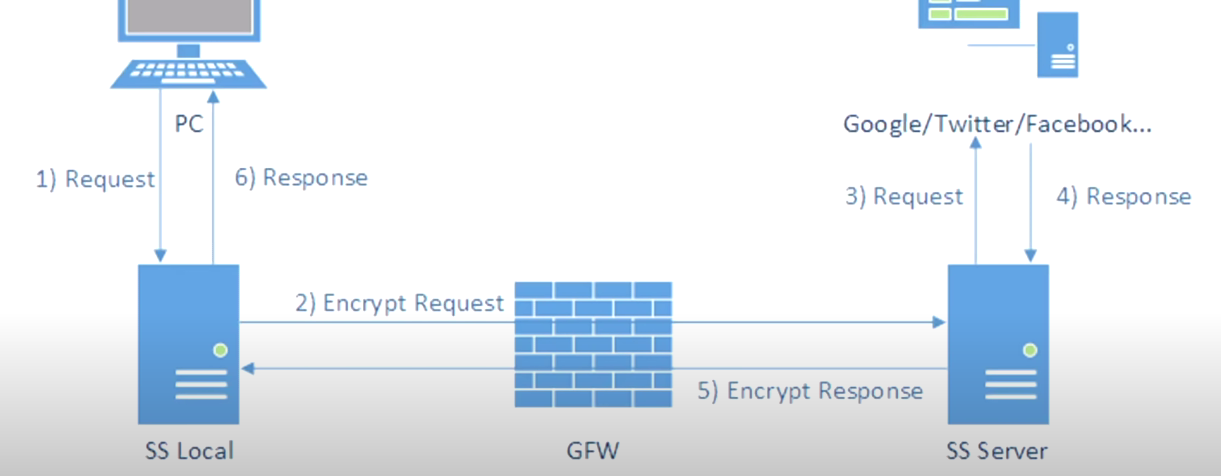 PC
Google/Twitter/Facebook...
1) Request
6) Response
3) Request
4) Response
2) Encrypt Request
5) Encrypt Response
SS Local
GFW
SS Server